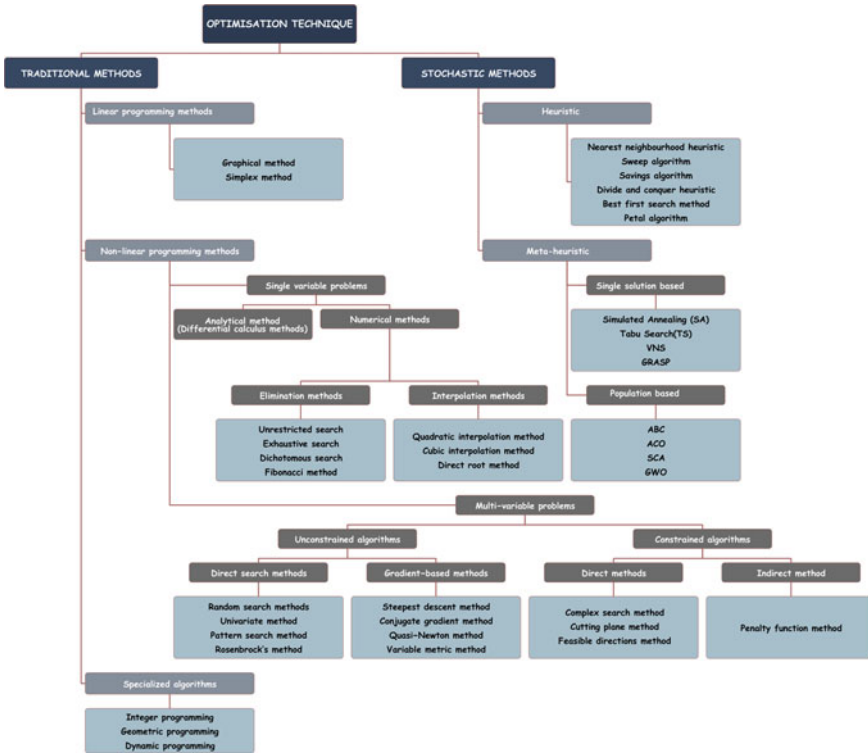 OPTIMISATION TECHNIQUE
TRADITIONAL METHODS
STOCHASTIC METHODS
Linear programming methods
Heuristic
Graphical method
Simplex method
Nearest neighbourhood heuristic
Sweep algorithm
Savings algorithm
Divide and conquer heuristic
Best first search method
Petal algorithm
Non-linear programming methods
Meta-heuristic
Single variable problems
Single solution based
Analytical method
(Differential calculus methods)
Numerical methods
Simulated Annealing (SA)
Tabu Search(TS)
VNS
GRASP
Elimination methods
Interpolation methods
Population based
Unrestricted search
Exhaustive search
Dichotomous search
Fibonacci method
Quadratic interpolation method
Cubic interpolation method
Direct root method
ABC
ACO
SCA
GWO
Multi-variable problems
Unconstrained algorithms
Constrained algorithms
Direct search methods
Gradient-based methods
Direct methods
Indirect method
Random search methods
Univariate method
Pattern search method
Rosenbrock's method
Steepest descent method
Conjugate gradient method
Quasi-Newton method
Variable metric method
Complex search method
Cutting plane method
Feasible directions method
Penalty function method
Specialized algorithms
Integer programming
Geometric programming
Dynamic programming